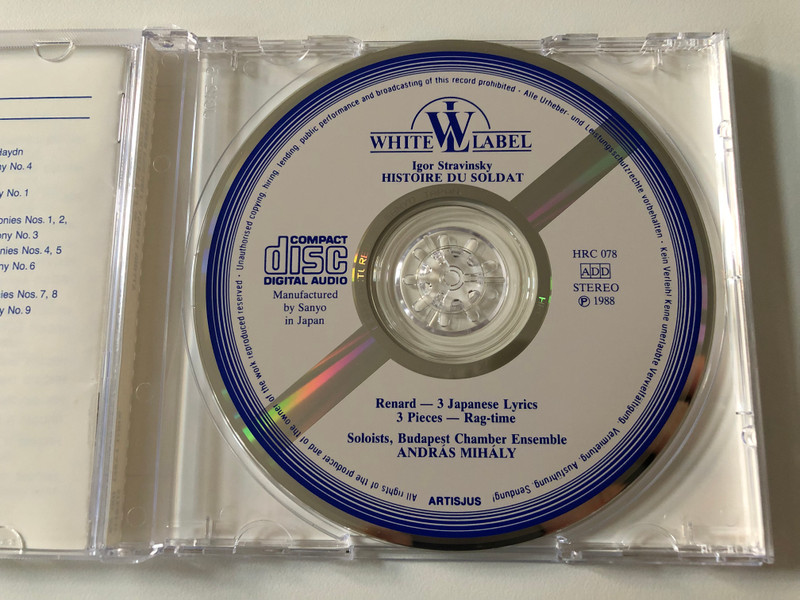 Haydn
ny No. 4
y No. 1
onies Nos. 1, 2,
ony No. 3
onies Nos. 4, 5
ny No. 6
ies Nos. 7, 8
y No. 9
All rights of the producer and of the owner of the work reproduced reserved · Unauthorised copying, hiring, lending, public performance and broadcasting of this record prohibited · Alle Urheber- und Leistungsschutzrechte vorbehalten · Kein Verleih! Keine unerlaubte Vervielfältigung, Vermietung, Aufführung, Sendung!
WL
WHITE LABEL
Igor Stravinsky
HISTOIRE DU SOLDAT
COMPACT
disc
DIGITAL AUDIO
Manufactured
by Sanyo
in Japan
HRC 078
ADD
STEREO
℗ 1988
Renard — 3 Japanese Lyrics
3 Pieces — Rag-time
Soloists, Budapest Chamber Ensemble
ANDRÁS MIHÁLY
ARTISJUS